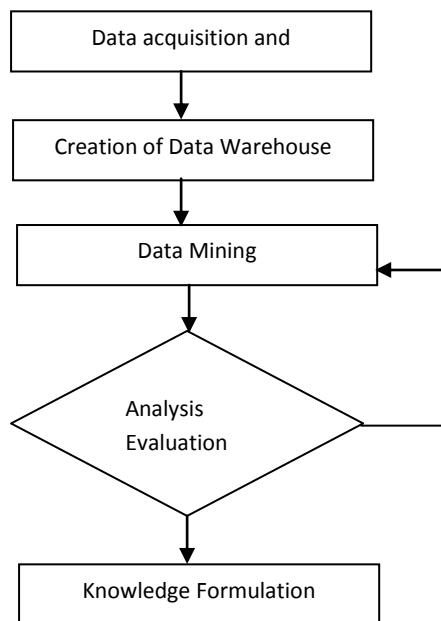 Data acquisition and
Creation of Data Warehouse
Data Mining
Analysis
Evaluation
Knowledge Formulation